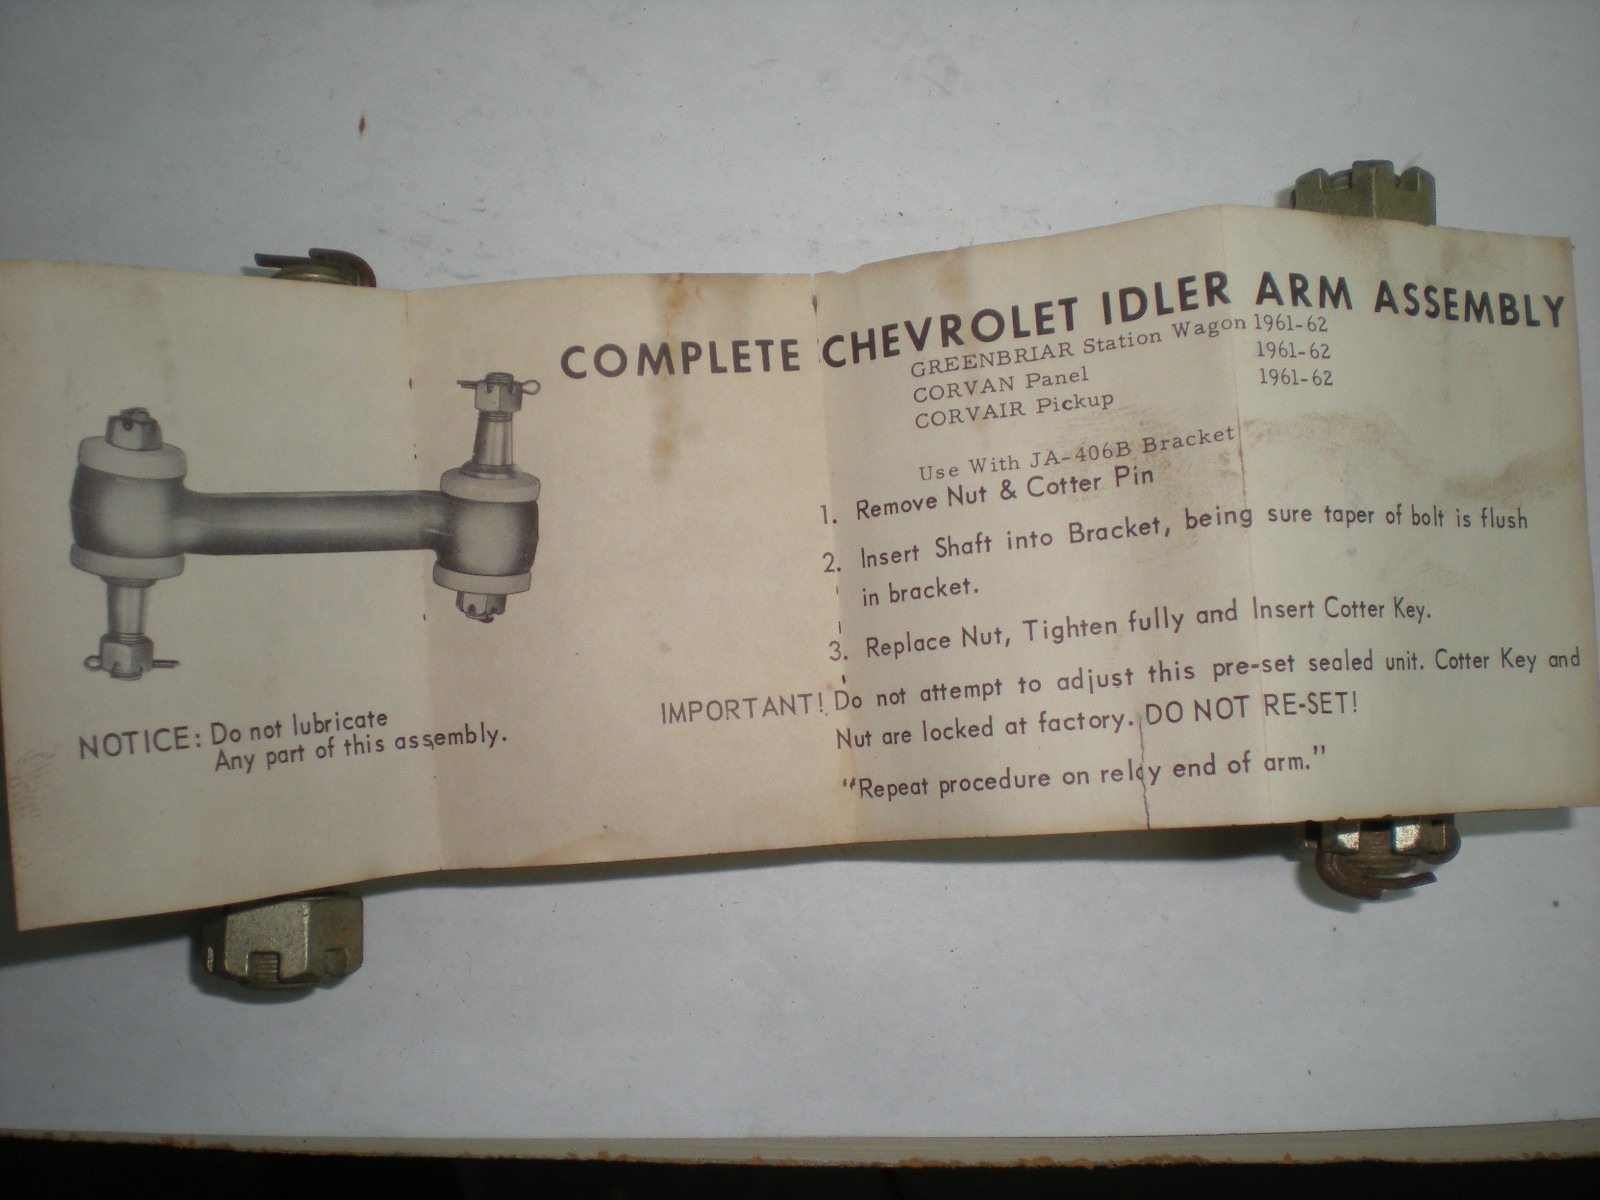 COMPLETE CHEVROLET IDLER ARM ASSEMBLY
GREENBRIAR Station Wagon 1961-62
CORVAN Panel 1961-62
CORVAIR Pickup 1961-62
Use With JA-406B Bracket
1. Remove Nut & Cotter Pin
2. Insert Shaft into Bracket, being sure taper of bolt is flush
in bracket.
3. Replace Nut, Tighten fully and Insert Cotter Key.
IMPORTANT! Do not attempt to adjust this pre-set sealed unit. Cotter Key and
Nut are locked at factory. DO NOT RE-SET!
"Repeat procedure on relay end of arm."
NOTICE: Do not lubricate
Any part of this assembly.